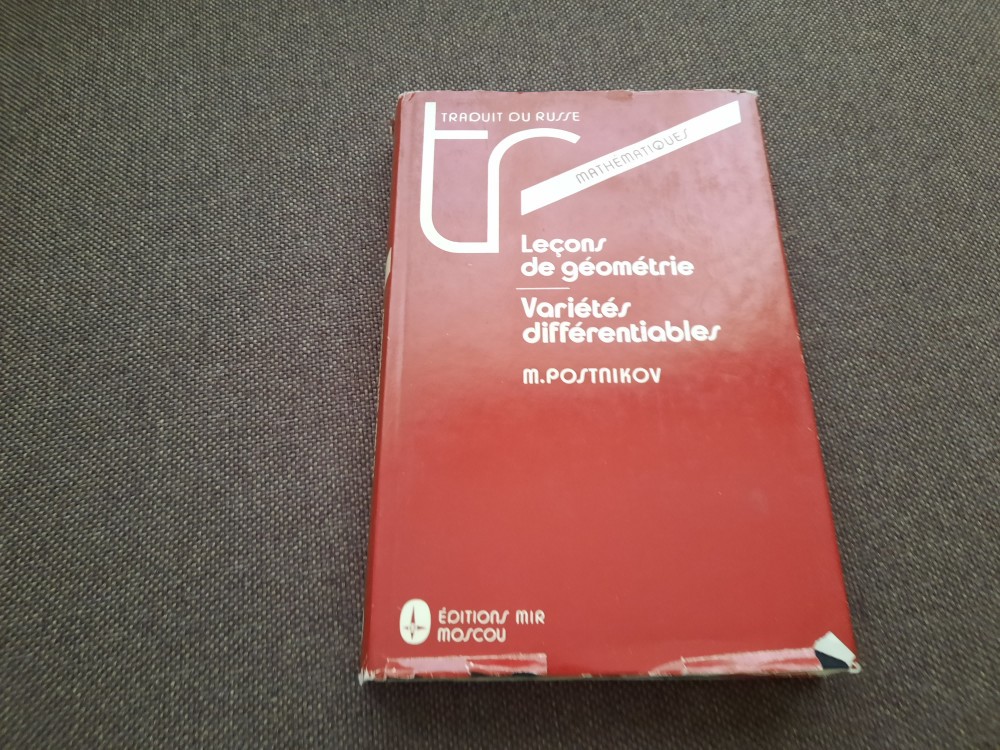 TRADUIT DU RUSSE
tr
MATHEMATIQUES
Leçons
de géométrie
Variétés
différentiables
M.POSTNIKOV
ÉDITIONS MIR
MOSCOU